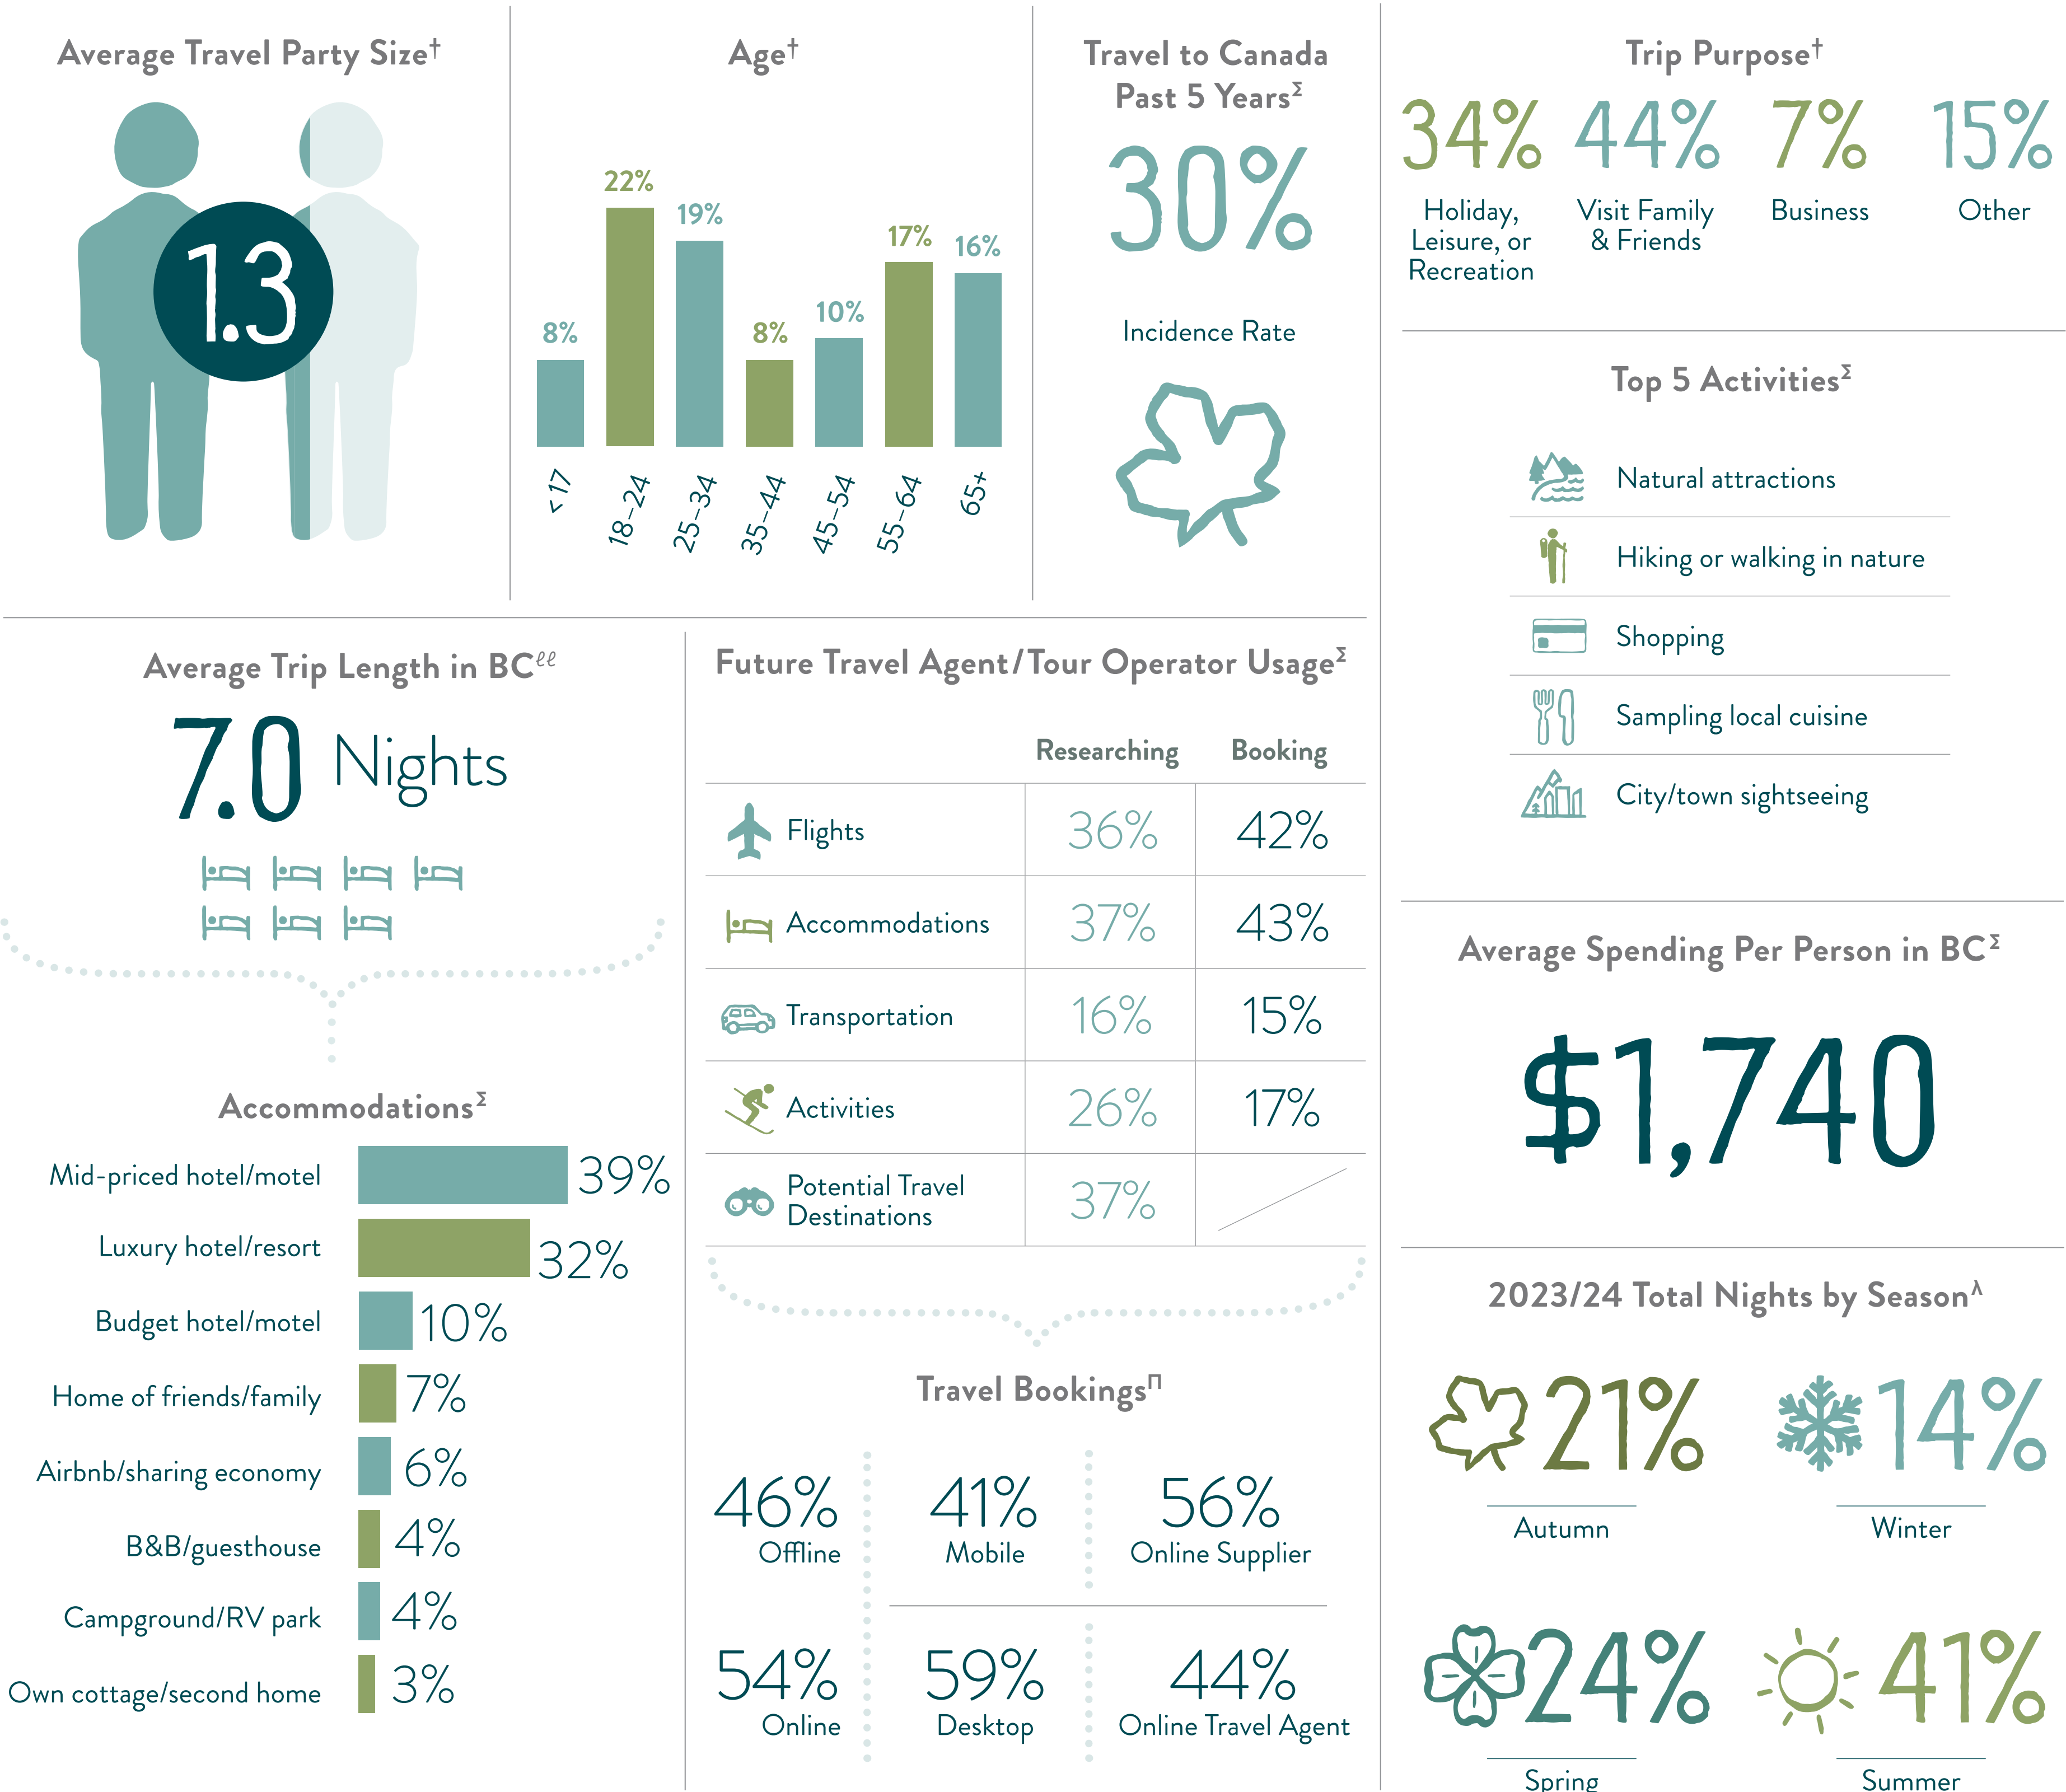 Average Travel Party Size†
1.3
Age†
8%
22%
19%
8%
10%
17%
16%
<17
18–24
25–34
35–44
45–54
55–64
65+
Travel to Canada
Past 5 YearsΣ
30%
Incidence Rate
Trip Purpose†
34%
Holiday,
Leisure, or
Recreation
44%
Visit Family
& Friends
7%
Business
15%
Other
Top 5 ActivitiesΣ
Natural attractions
Hiking or walking in nature
Shopping
Sampling local cuisine
City/town sightseeing
Average Trip Length in BCℓℓ
7.0 Nights
AccommodationsΣ
Mid-priced hotel/motel 39%
Luxury hotel/resort 32%
Budget hotel/motel 10%
Home of friends/family 7%
Airbnb/sharing economy 6%
B&B/guesthouse 4%
Campground/RV park 4%
Own cottage/second home 3%
Future Travel Agent/Tour Operator UsageΣ
Researching Booking
Flights 36% 42%
Accommodations 37% 43%
Transportation 16% 15%
Activities 26% 17%
Potential Travel
Destinations
37%
Travel BookingsΠ
46%
Offline
41%
Mobile
56%
Online Supplier
54%
Online
59%
Desktop
44%
Online Travel Agent
Average Spending Per Person in BCΣ
$1,740
2023/24 Total Nights by Seasonλ
21%
Autumn
14%
Winter
24%
Spring
41%
Summer